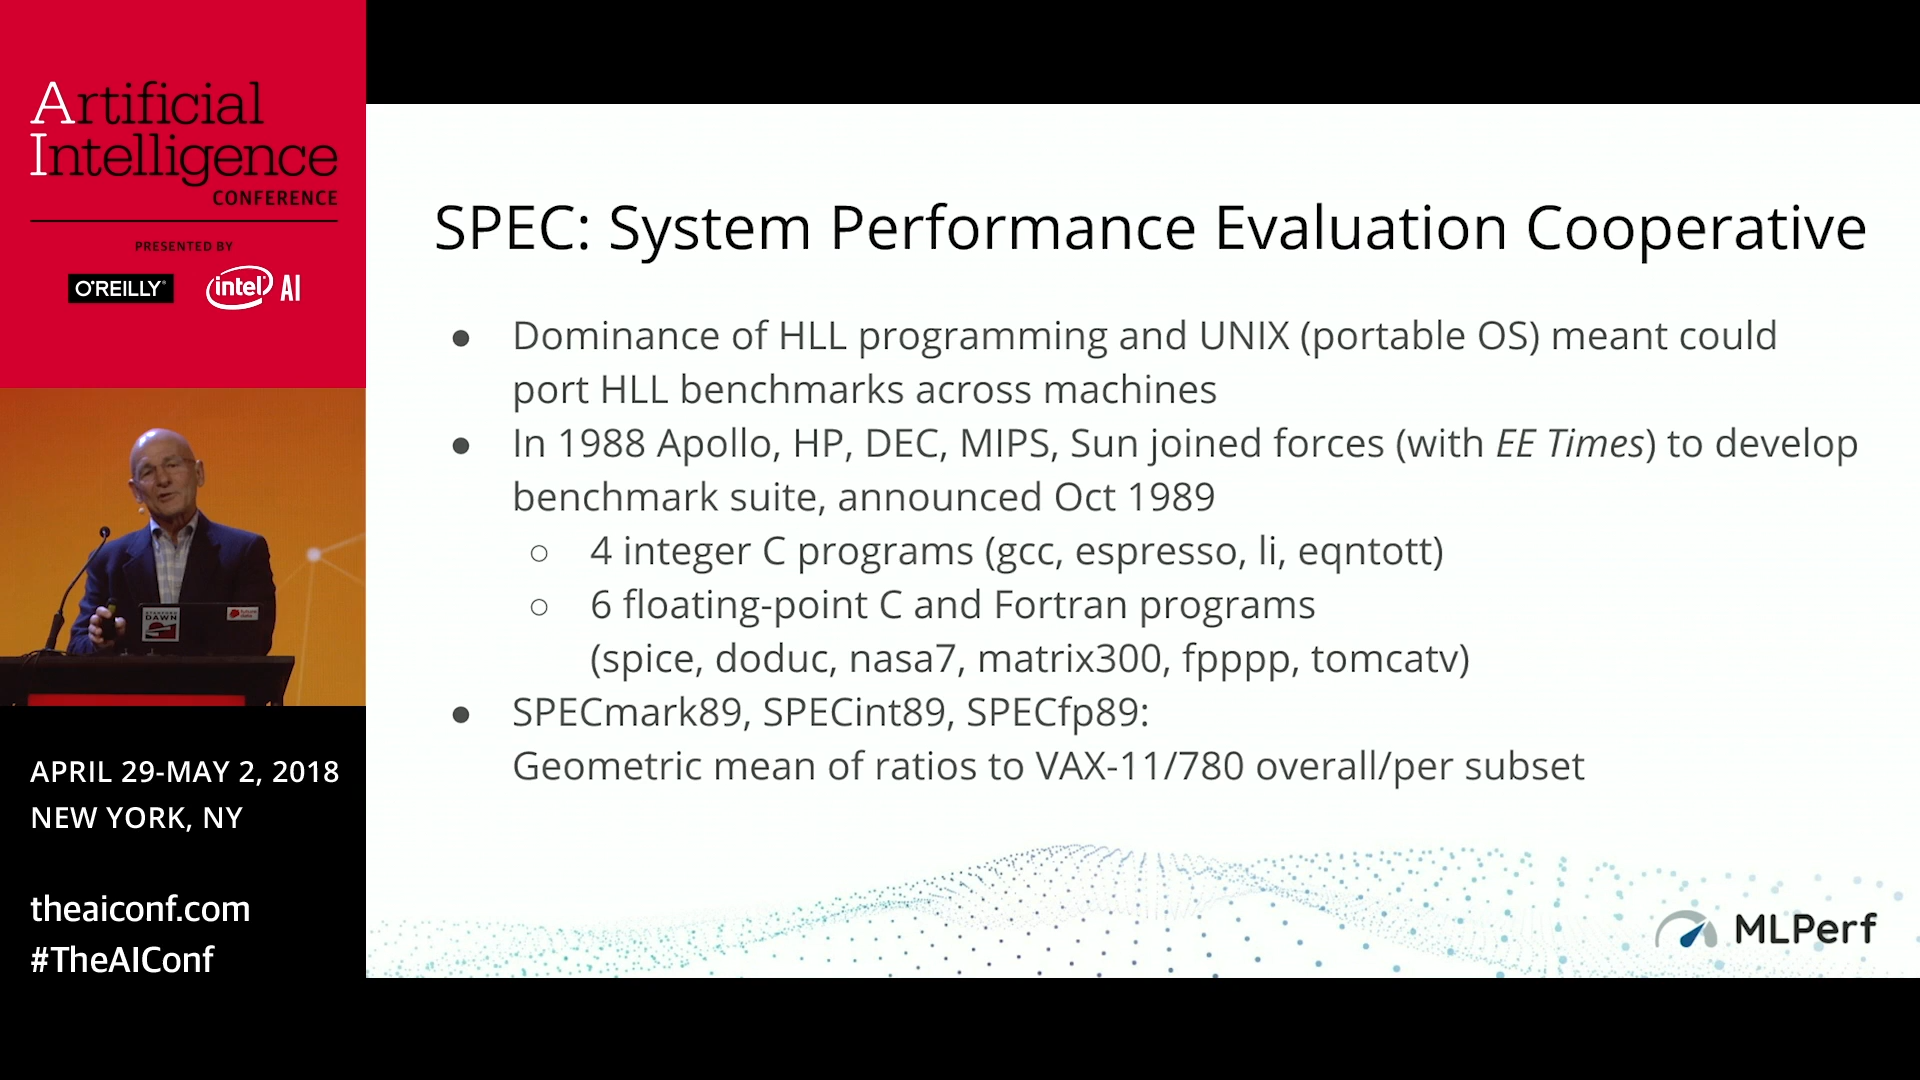 Artificial
Intelligence
CONFERENCE
PRESENTED BY
O'REILLY®
intel® AI
SPEC: System Performance Evaluation Cooperative
● Dominance of HLL programming and UNIX (portable OS) meant could
port HLL benchmarks across machines
● In 1988 Apollo, HP, DEC, MIPS, Sun joined forces (with EE Times) to develop
benchmark suite, announced Oct 1989
○ 4 integer C programs (gcc, espresso, li, eqntott)
○ 6 floating-point C and Fortran programs
(spice, doduc, nasa7, matrix300, fpppp, tomcatv)
● SPECmark89, SPECint89, SPECfp89:
Geometric mean of ratios to VAX-11/780 overall/per subset
MLPerf
DAWN
APRIL 29-MAY 2, 2018
NEW YORK, NY
theaiconf.com
#TheAIConf